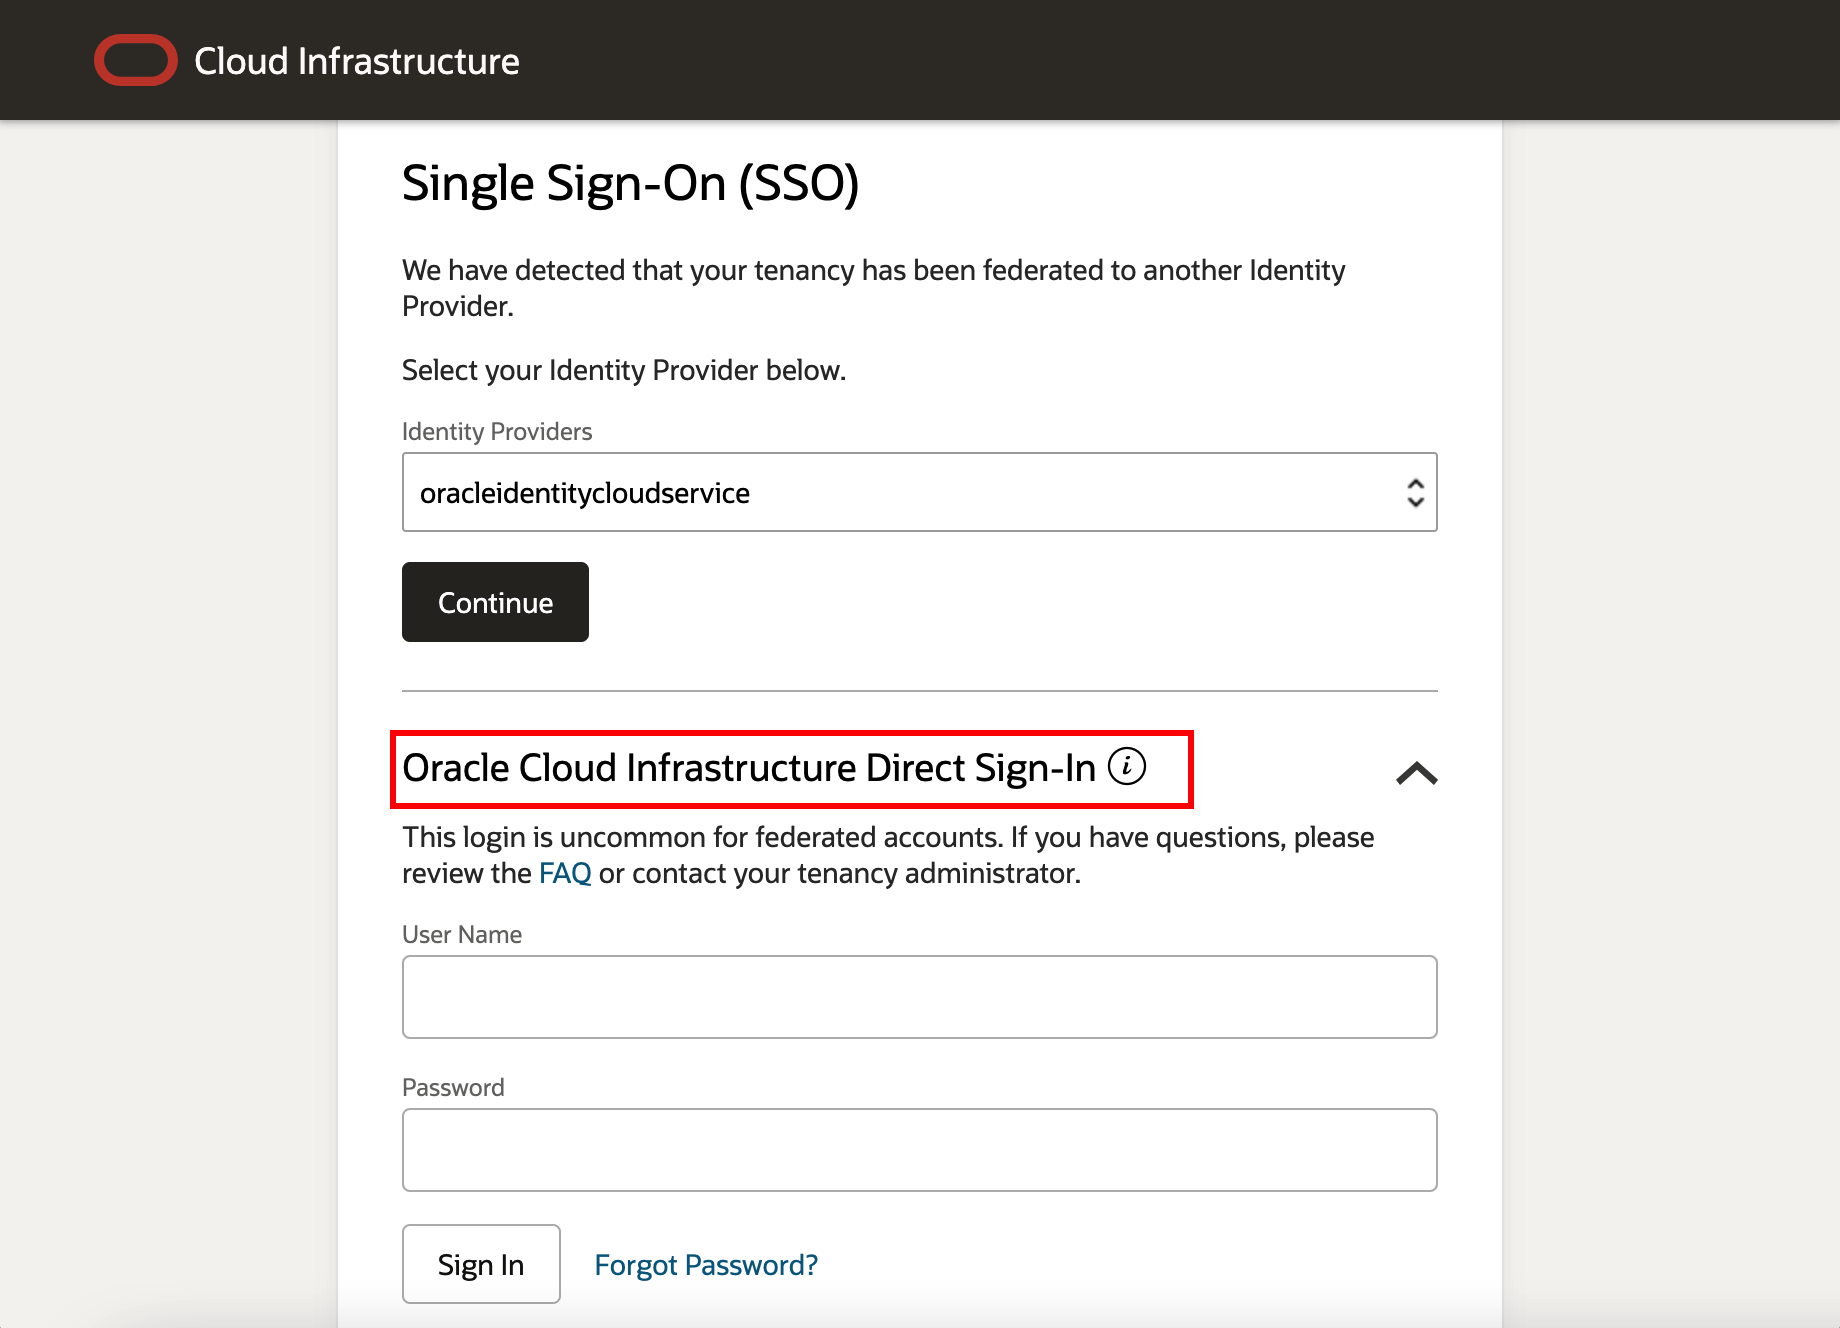 Cloud Infrastructure
Single Sign-On (SSO)
We have detected that your tenancy has been federated to another Identity
Provider.
Select your Identity Provider below.
Identity Providers
oracleidentitycloudservice
Continue
Oracle Cloud Infrastructure Direct Sign-In i
This login is uncommon for federated accounts. If you have questions, please
review the FAQ or contact your tenancy administrator.
User Name
Password
Sign In Forgot Password?